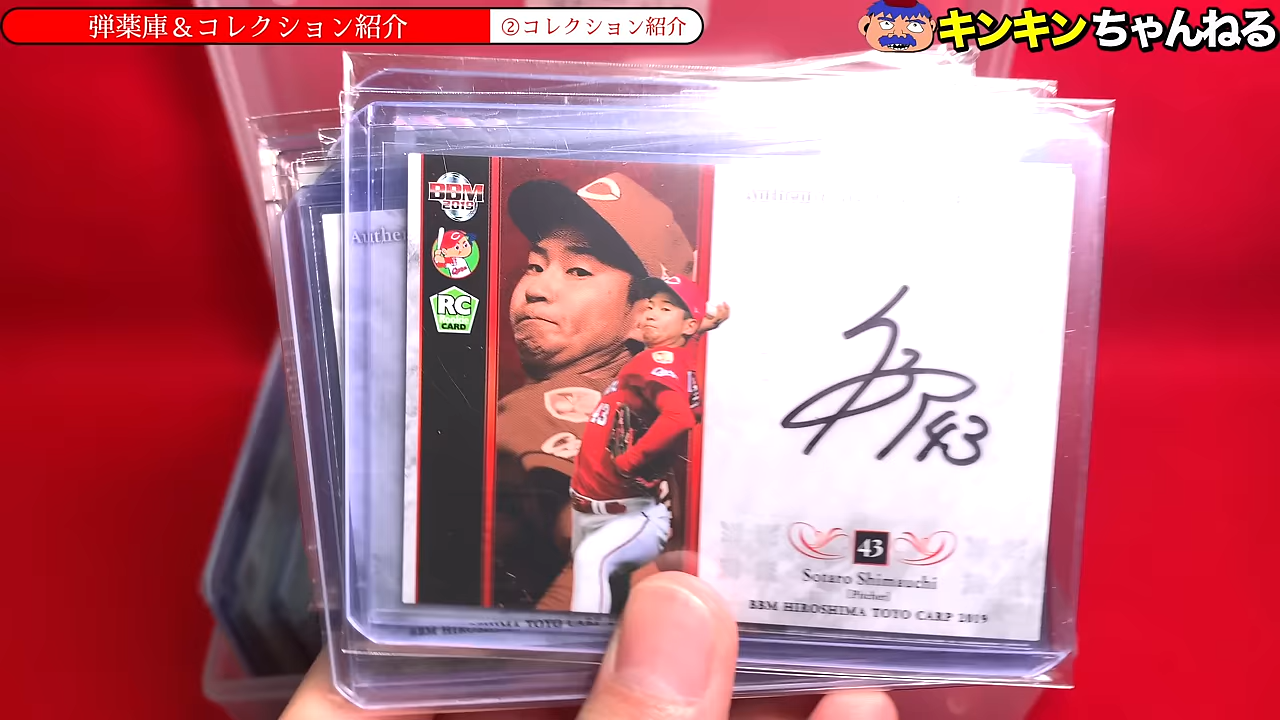 弾薬庫＆コレクション紹介
②コレクション紹介
キンキンちゃんねる
BBM
2019
RC
Rookie
CARD
43
43
43
Sotaro Shimauchi
[Pitcher]
BBM HIROSHIMA TOYO CARP 2019